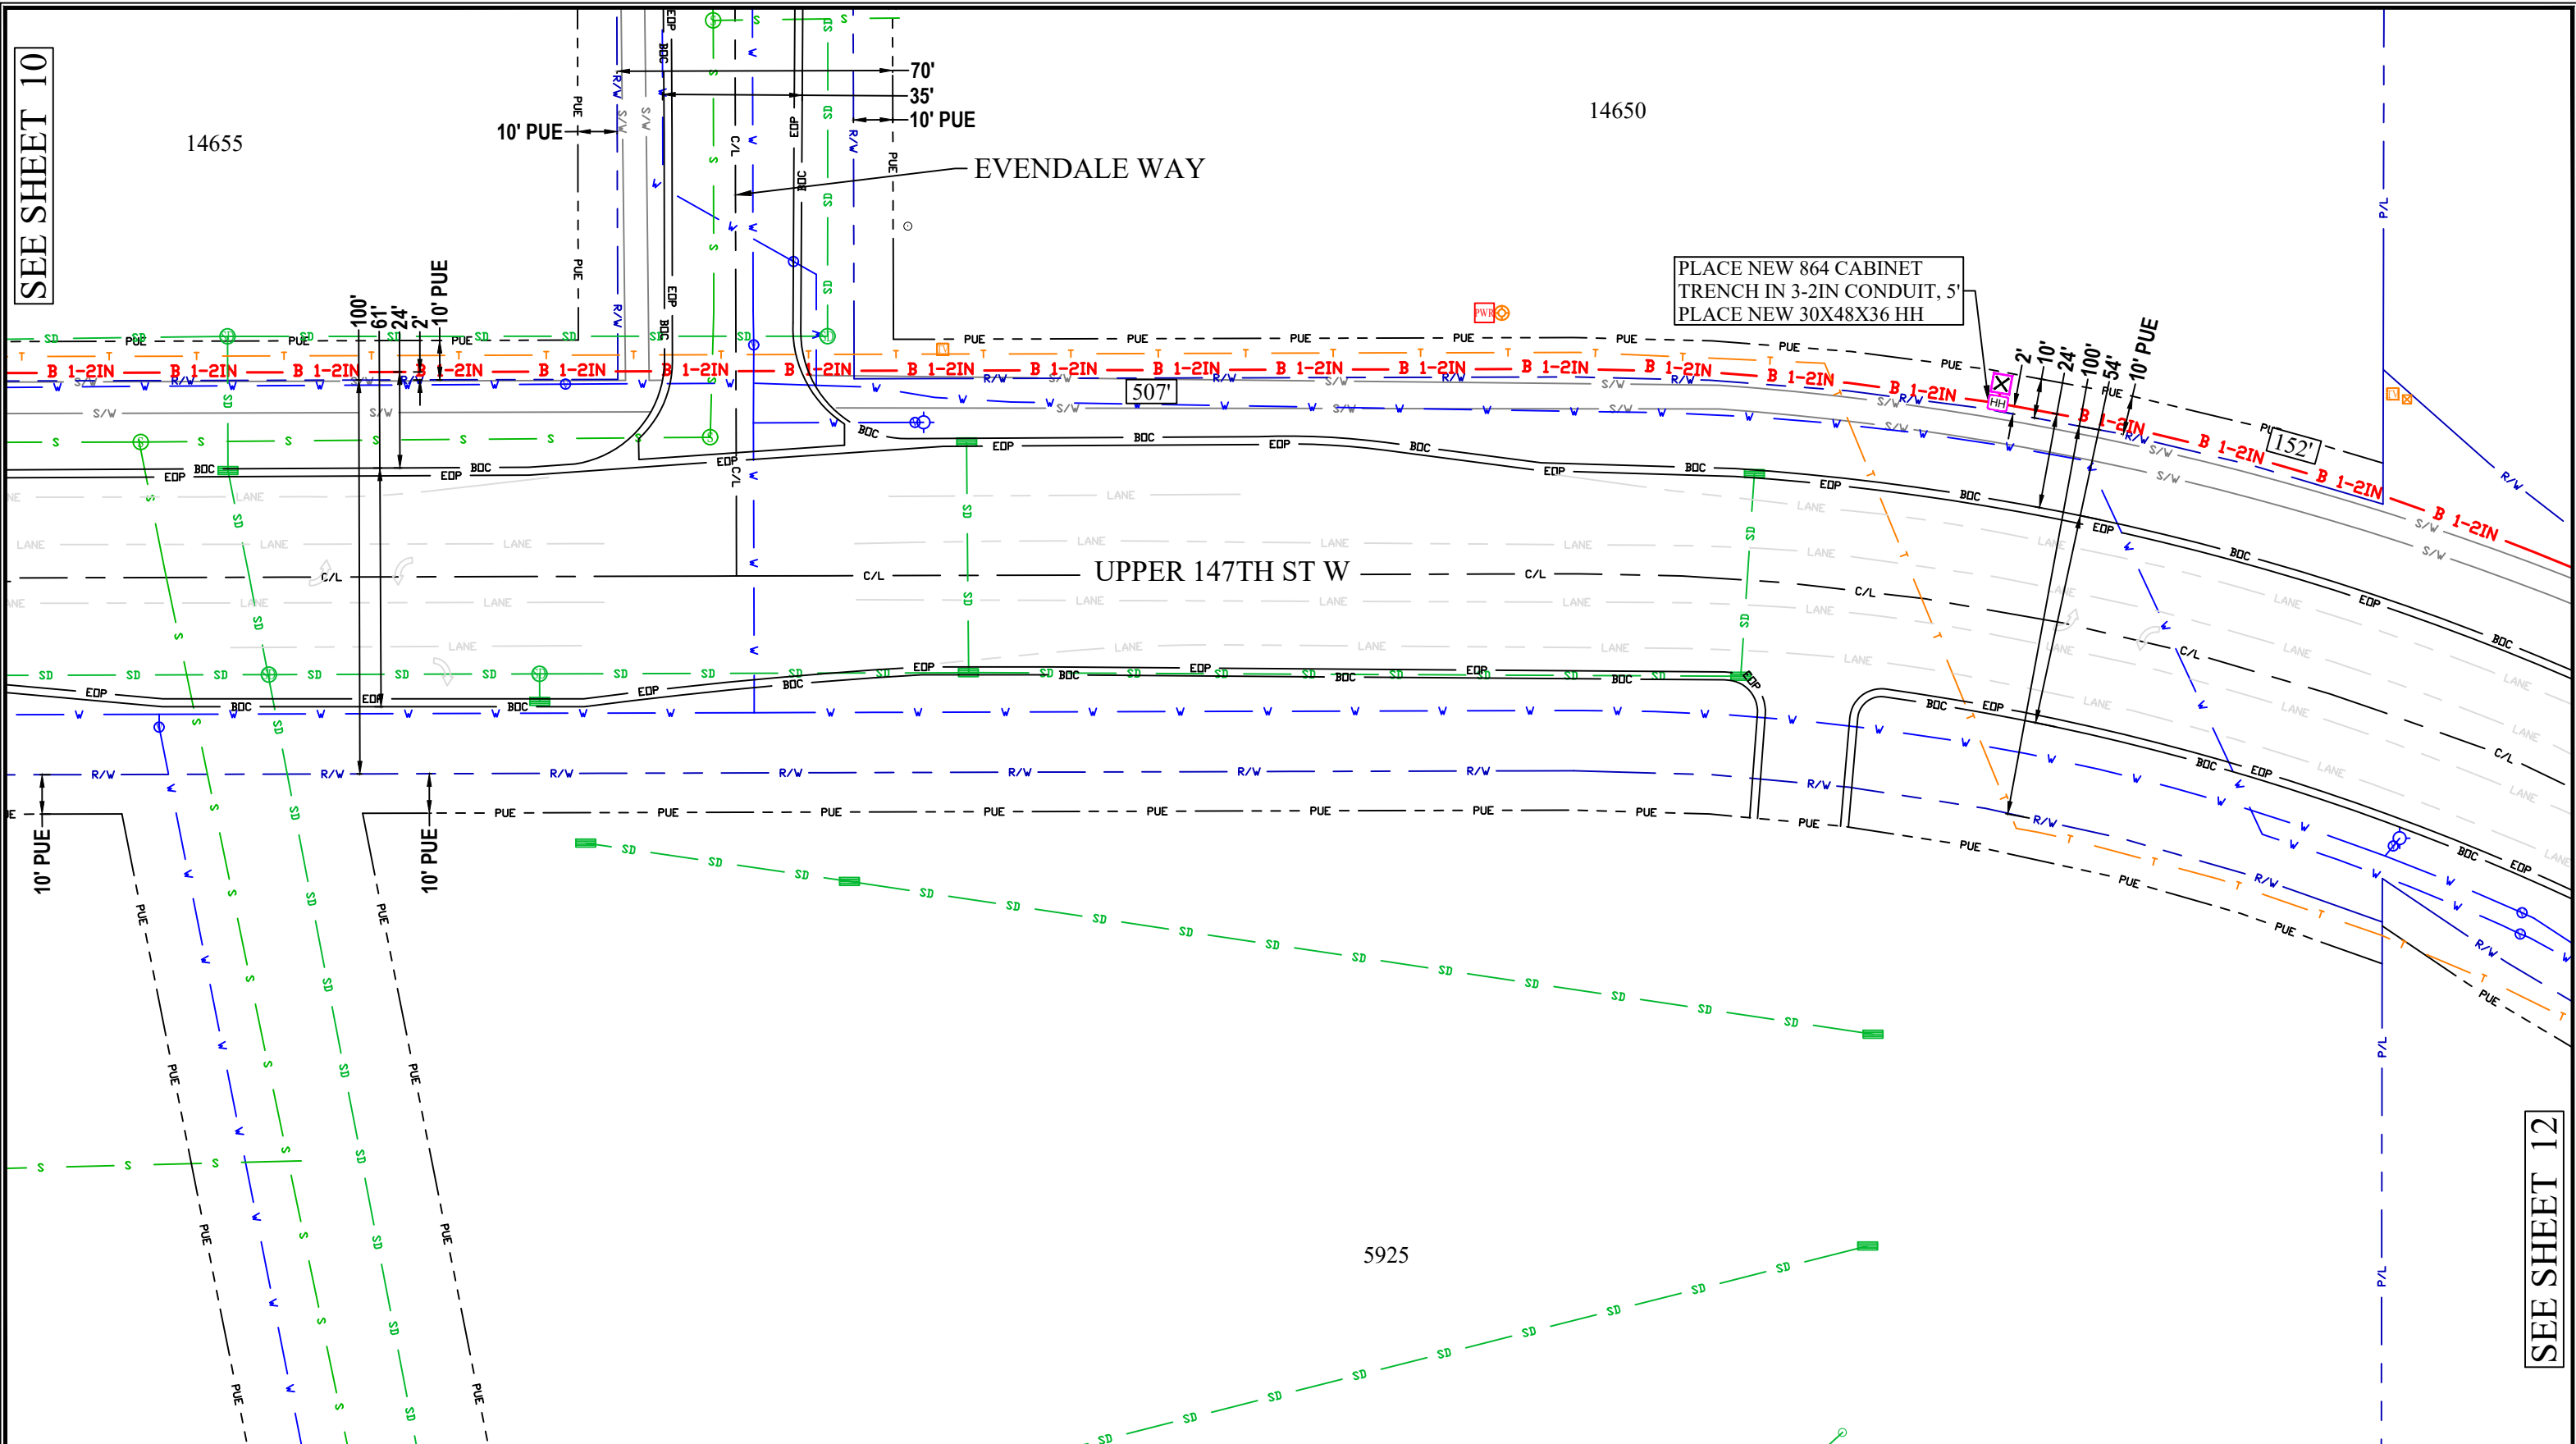 SEE SHEET 10
14655
10' PUE
70'
35'
10' PUE
EVENDALE WAY
14650
PLACE NEW 864 CABINET
TRENCH IN 3-2IN CONDUIT, 5'
PLACE NEW 30X48X36 HH
100'
61'
24'
2'
10' PUE
PWR
HH
2'
10'
24'
100'
54'
10' PUE
B 1-2IN
507'
152'
PUE
R/W
S/W
BOC
EOP
C/L
P/L
SD
S
W
T
LANE
UPPER 147TH ST W
10' PUE
10' PUE
5925
SEE SHEET 12